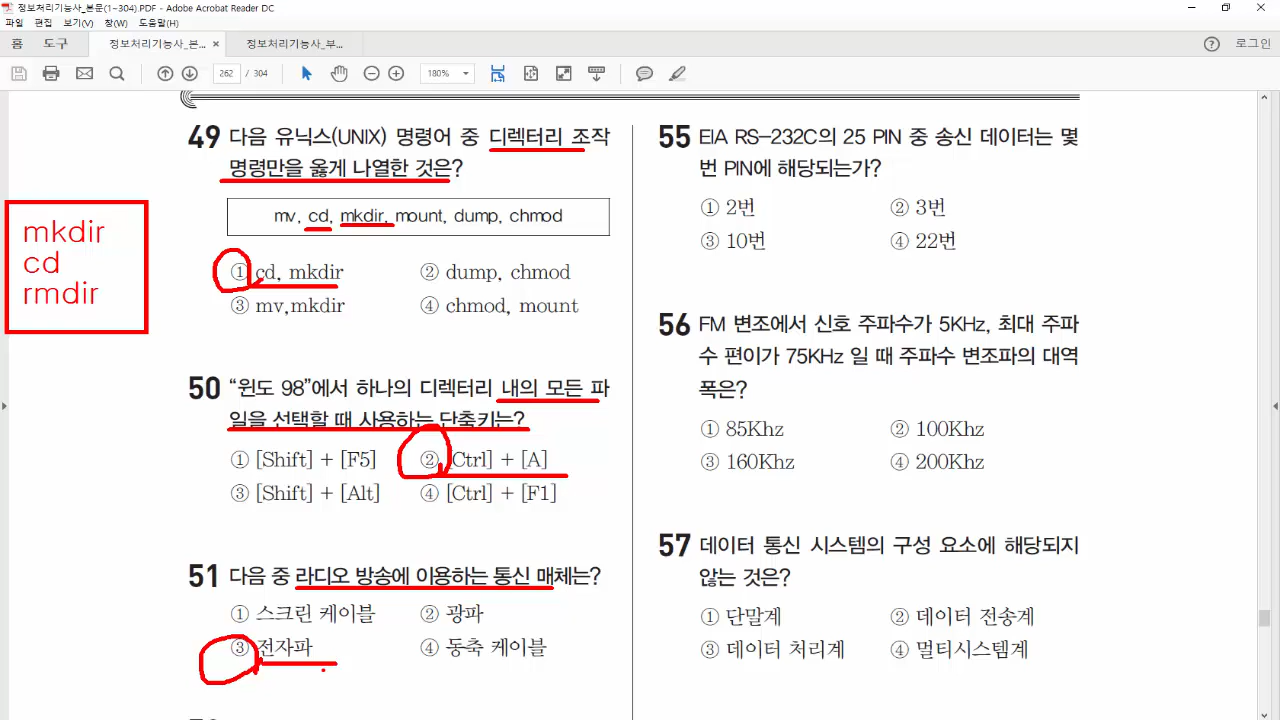 정보처리기능사_본문(1~304).PDF - Adobe Acrobat Reader DC
파일 편집 보기(V) 창(W) 도움말(H)
홈 도구 정보처리기능사_본... × 정보처리기능사_부... ? 로그인
262 / 304 180%
49 다음 유닉스(UNIX) 명령어 중 디렉터리 조작
명령만을 옳게 나열한 것은?
mv, cd, mkdir, mount, dump, chmod
① cd, mkdir ② dump, chmod
③ mv,mkdir ④ chmod, mount
mkdir
cd
rmdir
50 “윈도 98”에서 하나의 디렉터리 내의 모든 파
일을 선택할 때 사용하는 단축키는?
① [Shift] + [F5] ② [Ctrl] + [A]
③ [Shift] + [Alt] ④ [Ctrl] + [F1]
51 다음 중 라디오 방송에 이용하는 통신 매체는?
① 스크린 케이블 ② 광파
③ 전자파 ④ 동축 케이블
55 EIA RS-232C의 25 PIN 중 송신 데이터는 몇
번 PIN에 해당되는가?
① 2번 ② 3번
③ 10번 ④ 22번
56 FM 변조에서 신호 주파수가 5KHz, 최대 주파
수 편이가 75KHz 일 때 주파수 변조파의 대역
폭은?
① 85Khz ② 100Khz
③ 160Khz ④ 200Khz
57 데이터 통신 시스템의 구성 요소에 해당되지
않는 것은?
① 단말계 ② 데이터 전송계
③ 데이터 처리계 ④ 멀티시스템계